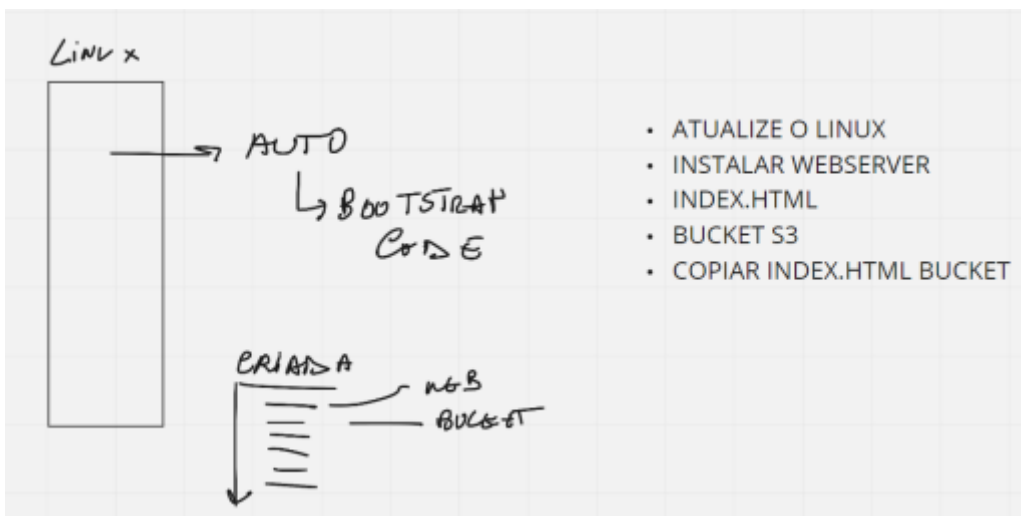 LINUX
AUTO
BOOTSTRAP
CODE
CRIADA
WEB
BUCKET
• ATUALIZE O LINUX
• INSTALAR WEBSERVER
• INDEX.HTML
• BUCKET S3
• COPIAR INDEX.HTML BUCKET